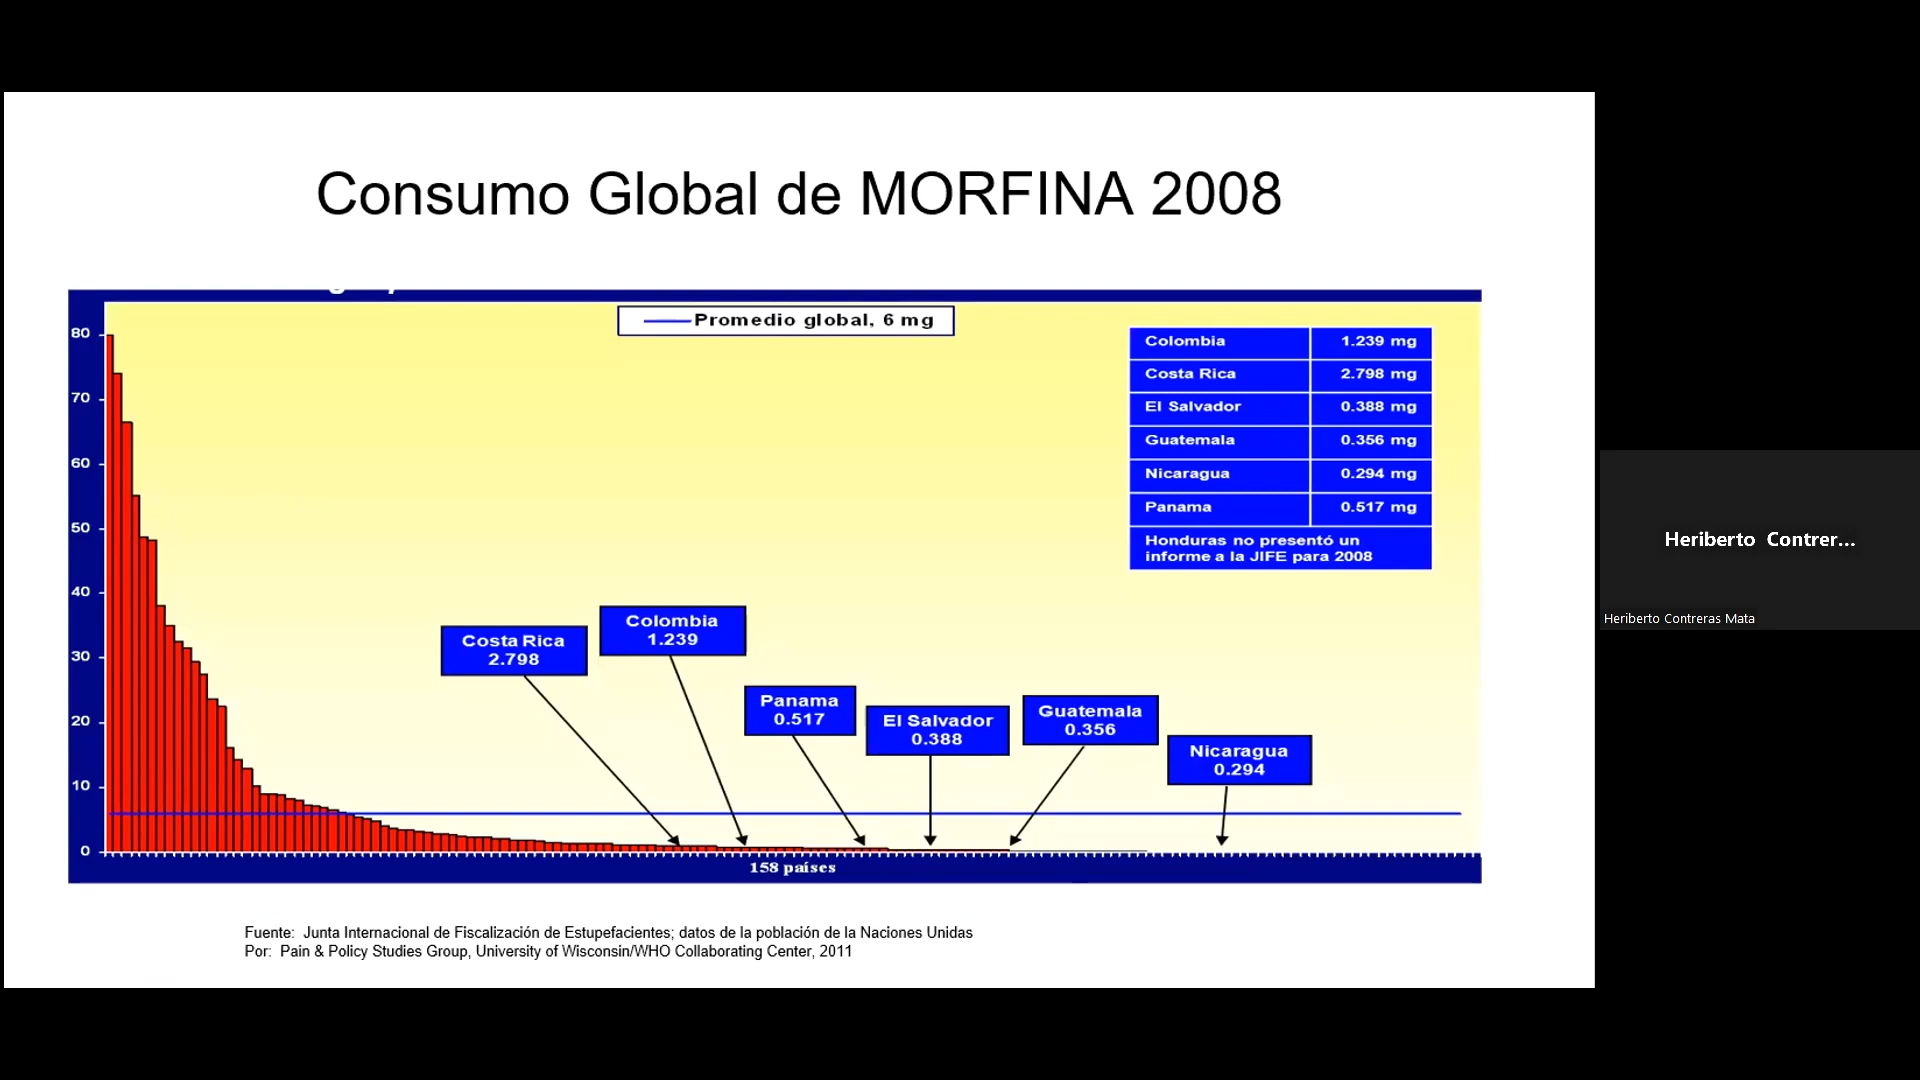 Consumo Global de MORFINA 2008
Promedio global, 6 mg
80
70
60
50
40
30
20
10
0
Colombia 1.239 mg
Costa Rica 2.798 mg
El Salvador 0.388 mg
Guatemala 0.356 mg
Nicaragua 0.294 mg
Panama 0.517 mg
Honduras no presentó un
informe a la JIFE para 2008
Costa Rica
2.798
Colombia
1.239
Panama
0.517
El Salvador
0.388
Guatemala
0.356
Nicaragua
0.294
158 países
Fuente: Junta Internacional de Fiscalización de Estupefacientes; datos de la población de la Naciones Unidas
Por: Pain & Policy Studies Group, University of Wisconsin/WHO Collaborating Center, 2011
Heriberto Contrer...
Heriberto Contreras Mata